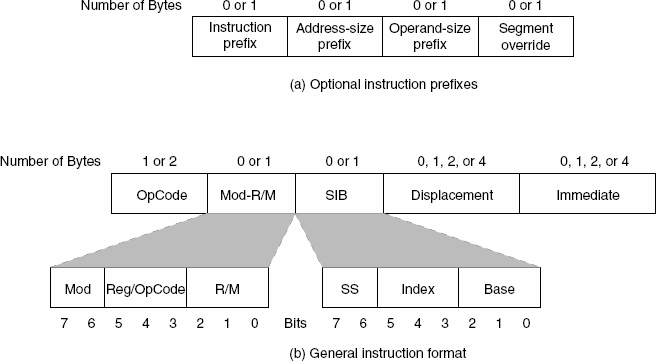 Number of Bytes 0 or 1 0 or 1 0 or 1 0 or 1
Instruction prefix Address-size prefix Operand-size prefix Segment override
(a) Optional instruction prefixes
Number of Bytes 1 or 2 0 or 1 0 or 1 0, 1, 2, or 4 0, 1, 2, or 4
OpCode Mod-R/M SIB Displacement Immediate
Mod Reg/OpCode R/M SS Index Base
7 6 5 4 3 2 1 0 Bits 7 6 5 4 3 2 1 0
(b) General instruction format